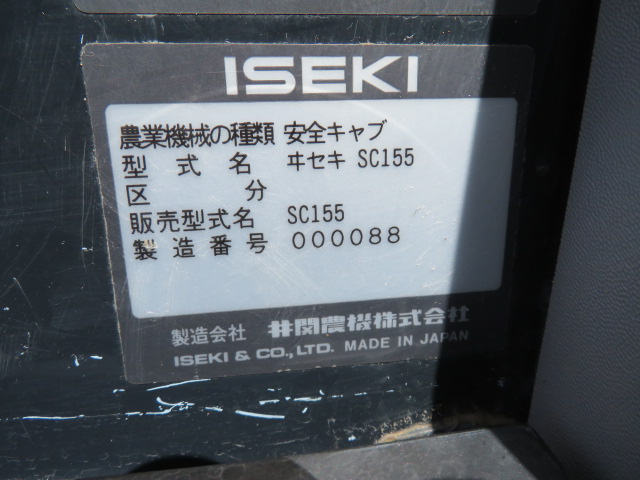 ISEKI
農業機械の種類 安全キャブ
型式名 ヰセキ SC155
区分
販売型式名 SC155
製造番号 000088
製造会社 井関農機株式会社
ISEKI & CO.,LTD. MADE IN JAPAN